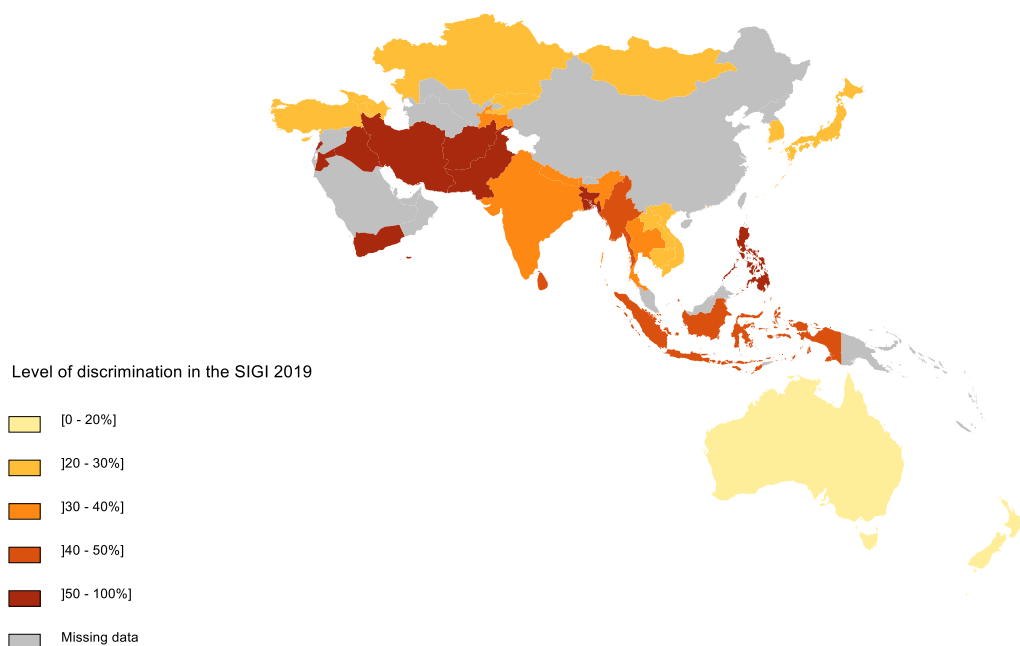 Level of discrimination in the SIGI 2019
[0 - 20%]
]20 - 30%]
]30 - 40%]
]40 - 50%]
]50 - 100%]
Missing data